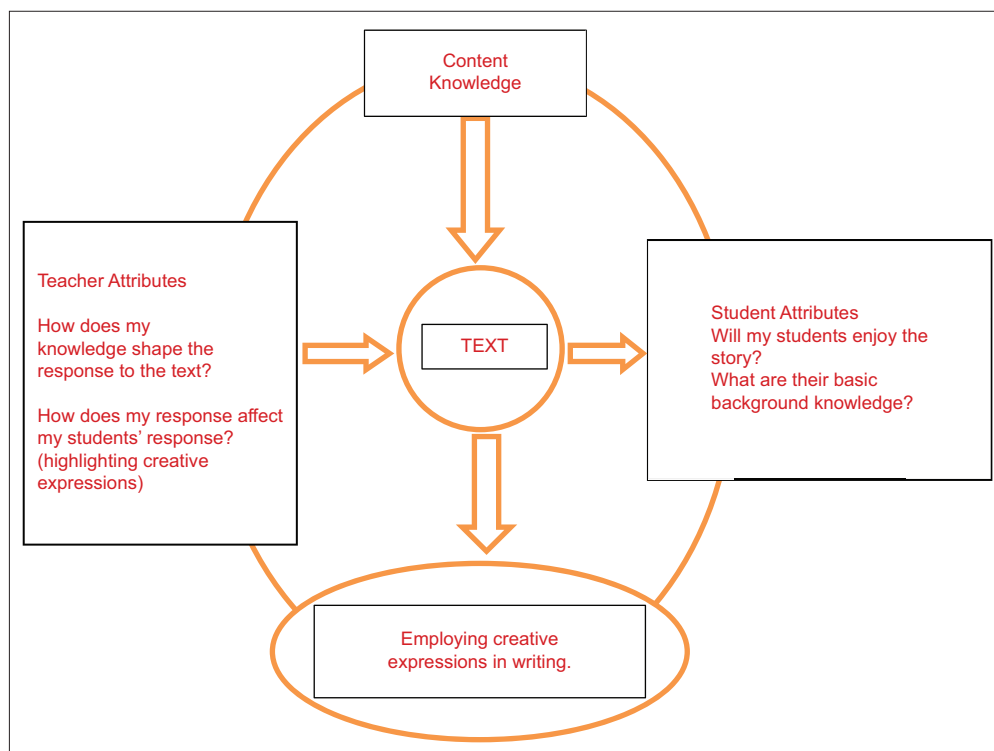 Content
Knowledge
Teacher Attributes
How does my
knowledge shape the
response to the text?
How does my response affect
my students’ response?
(highlighting creative
expressions)
TEXT
Student Attributes
Will my students enjoy the
story?
What are their basic
background knowledge?
Employing creative
expressions in writing.